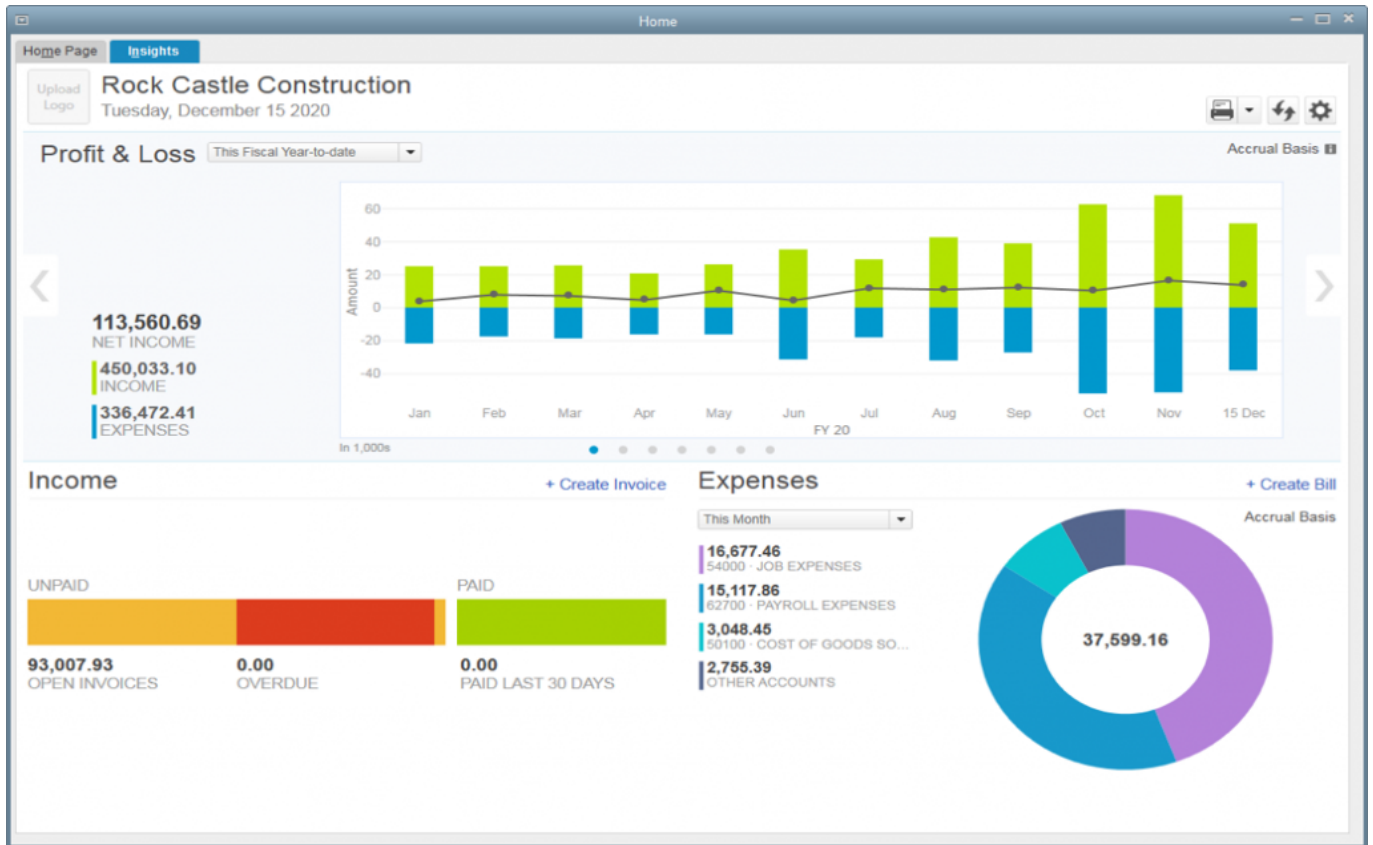 Home
Home Page Insights
Upload
Logo
Rock Castle Construction
Tuesday, December 15 2020
Profit & Loss This Fiscal Year-to-date
Accrual Basis
113,560.69
NET INCOME
450,033.10
INCOME
336,472.41
EXPENSES
Amount
60
40
20
0
-20
-40
Jan Feb Mar Apr May Jun Jul Aug Sep Oct Nov 15 Dec
FY 20
In 1,000s
Income
+ Create Invoice
UNPAID
PAID
93,007.93
OPEN INVOICES
0.00
OVERDUE
0.00
PAID LAST 30 DAYS
Expenses
+ Create Bill
This Month
Accrual Basis
16,677.46
54000 · JOB EXPENSES
15,117.86
62700 · PAYROLL EXPENSES
3,048.45
50100 · COST OF GOODS SO...
2,755.39
OTHER ACCOUNTS
37,599.16